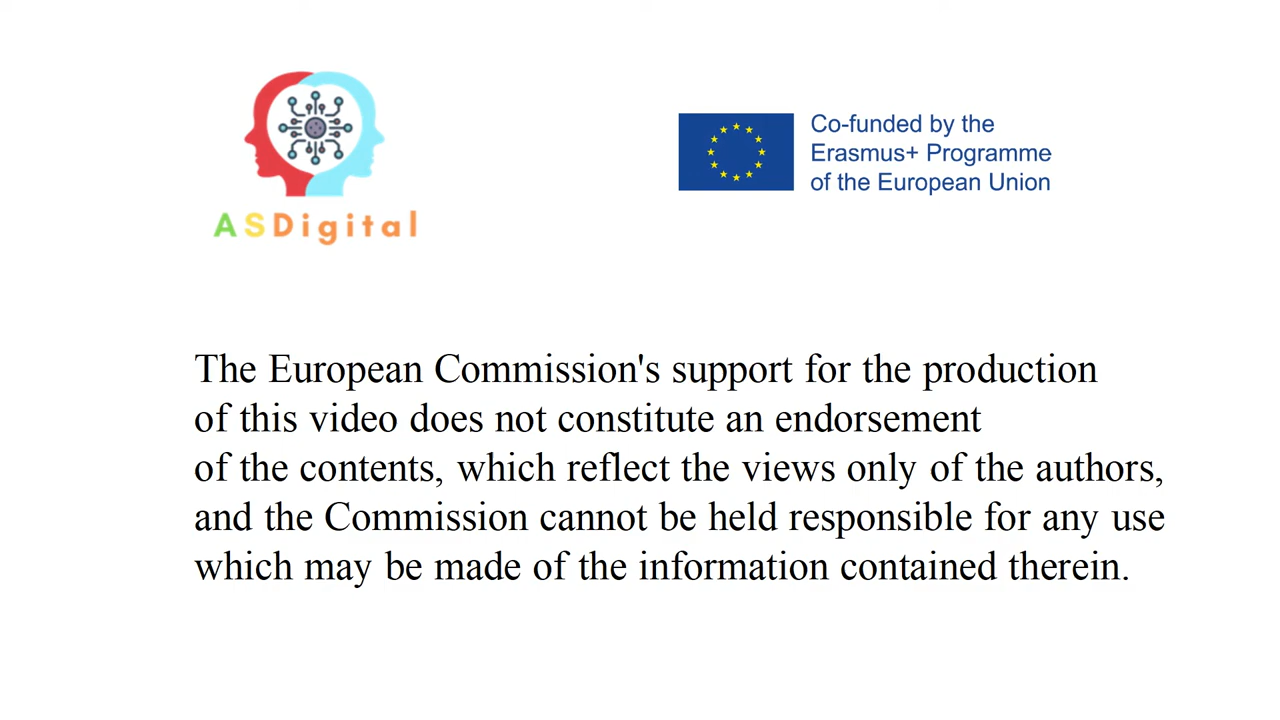 ASDigital
Co-funded by the
Erasmus+ Programme
of the European Union
The European Commission's support for the production
of this video does not constitute an endorsement
of the contents, which reflect the views only of the authors,
and the Commission cannot be held responsible for any use
which may be made of the information contained therein.